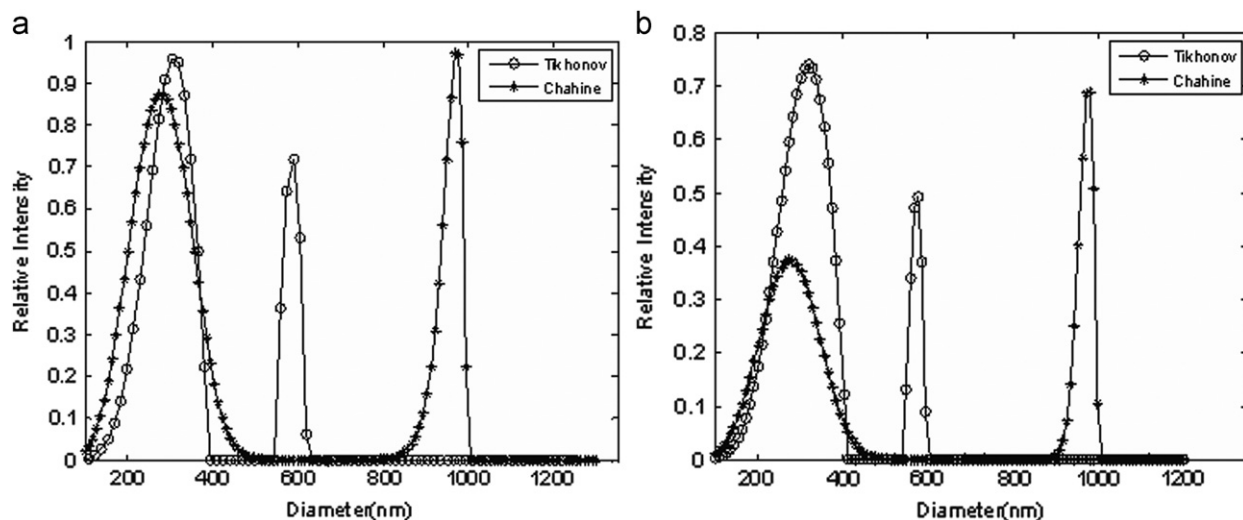 a
1
0.9
0.8
0.7
0.6
0.5
0.4
0.3
0.2
0.1
0
Relative Intensity
200 400 600 800 1000 1200
Diameter(nm)
Tikhonov
Chahine
b
0.8
0.7
0.6
0.5
0.4
0.3
0.2
0.1
0
Relative Intensity
200 400 600 800 1000 1200
Diameter(nm)
Tikhonov
Chahine